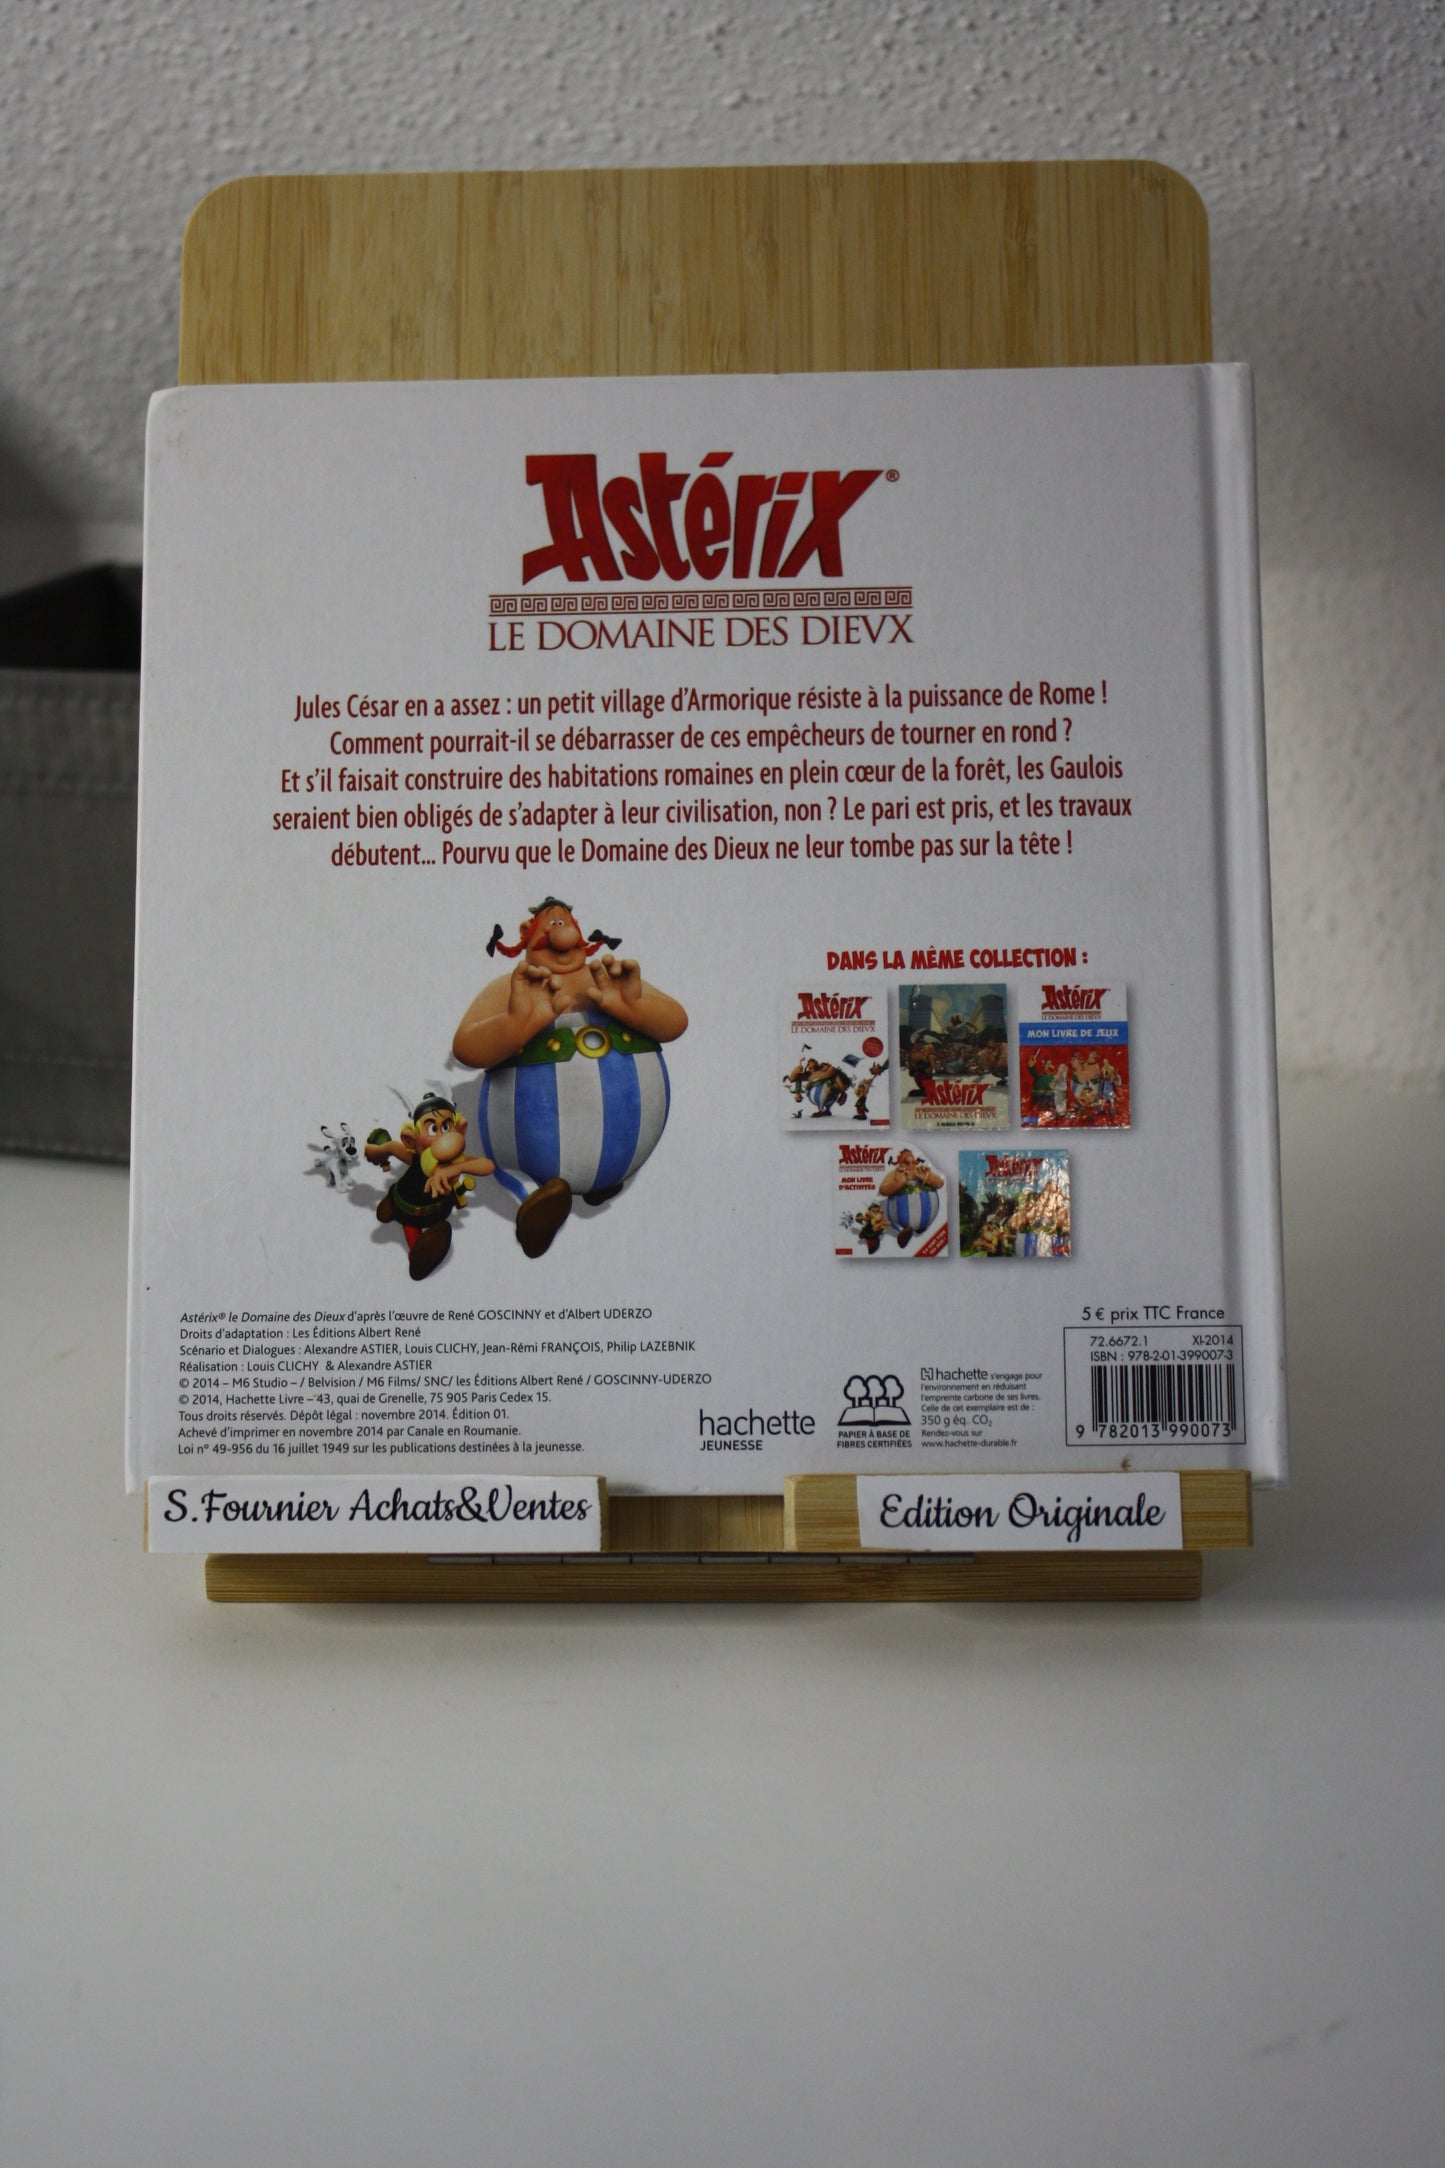 Astérix®
LE DOMAINE DES DIEVX
Jules César en a assez : un petit village d'Armorique résiste à la puissance de Rome !
Comment pourrait-il se débarrasser de ces empêcheurs de tourner en rond ?
Et s'il faisait construire des habitations romaines en plein cœur de la forêt, les Gaulois
seraient bien obligés de s'adapter à leur civilisation, non ? Le pari est pris, et les travaux
débutent... Pourvu que le Domaine des Dieux ne leur tombe pas sur la tête !
DANS LA MÊME COLLECTION :
Astérix
LE DOMAINE DES DIEVX
Astérix
LE DOMAINE DES DIEVX
Astérix
LE DOMAINE DES DIEVX
MON LIVRE DE JEUX
Astérix
LE DOMAINE DES DIEVX
MON LIVRE
D'ACTIVITÉS
Astérix
Astérix® le Domaine des Dieux d'après l'œuvre de René GOSCINNY et d'Albert UDERZO
Droits d'adaptation : Les Éditions Albert René
Scénario et Dialogues : Alexandre ASTIER, Louis CLICHY, Jean-Rémi FRANÇOIS, Philip LAZEBNIK
Réalisation : Louis CLICHY & Alexandre ASTIER
© 2014 – M6 Studio – / Belvision / M6 Films/ SNC/ les Éditions Albert René / GOSCINNY-UDERZO
© 2014, Hachette Livre – 43, quai de Grenelle, 75 905 Paris Cedex 15.
Tous droits réservés. Dépôt légal : novembre 2014. Édition 01.
Achevé d'imprimer en novembre 2014 par Canale en Roumanie.
Loi n° 49-956 du 16 juillet 1949 sur les publications destinées à la jeunesse.
hachette
JEUNESSE
PAPIER À BASE DE
FIBRES CERTIFIÉES
hachette s'engage pour
l'environnement en réduisant
l'empreinte carbone de ses livres.
Celle de cet exemplaire est de :
350 g éq. CO₂
Rendez-vous sur
www.hachette-durable.fr
5 € prix TTC France
72.6672.1 XI-2014
ISBN : 978-2-01-399007-3
9 782013 990073
S.Fournier Achats&Ventes
Edition Originale